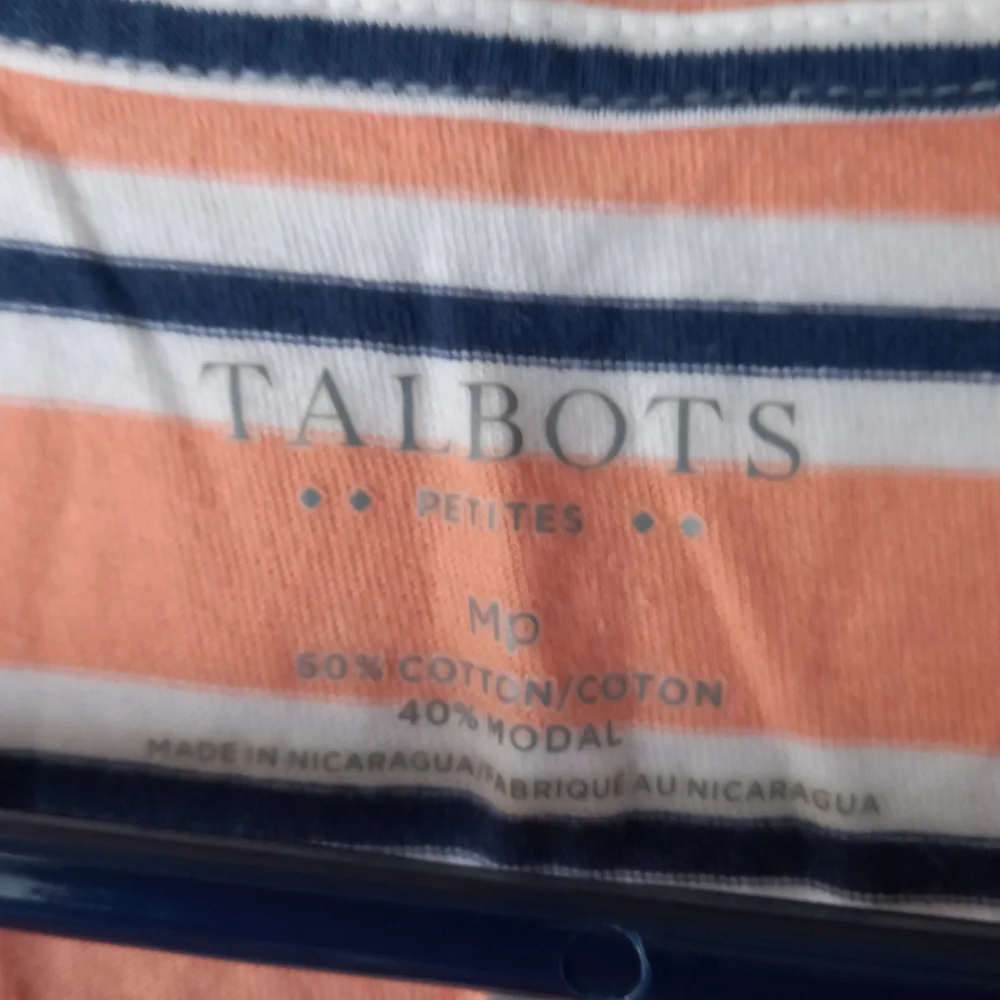 TALBOTS
PETITES
Mp
60% COTTON/COTON
40% MODAL
MADE IN NICARAGUA/FABRIQUÉ AU NICARAGUA